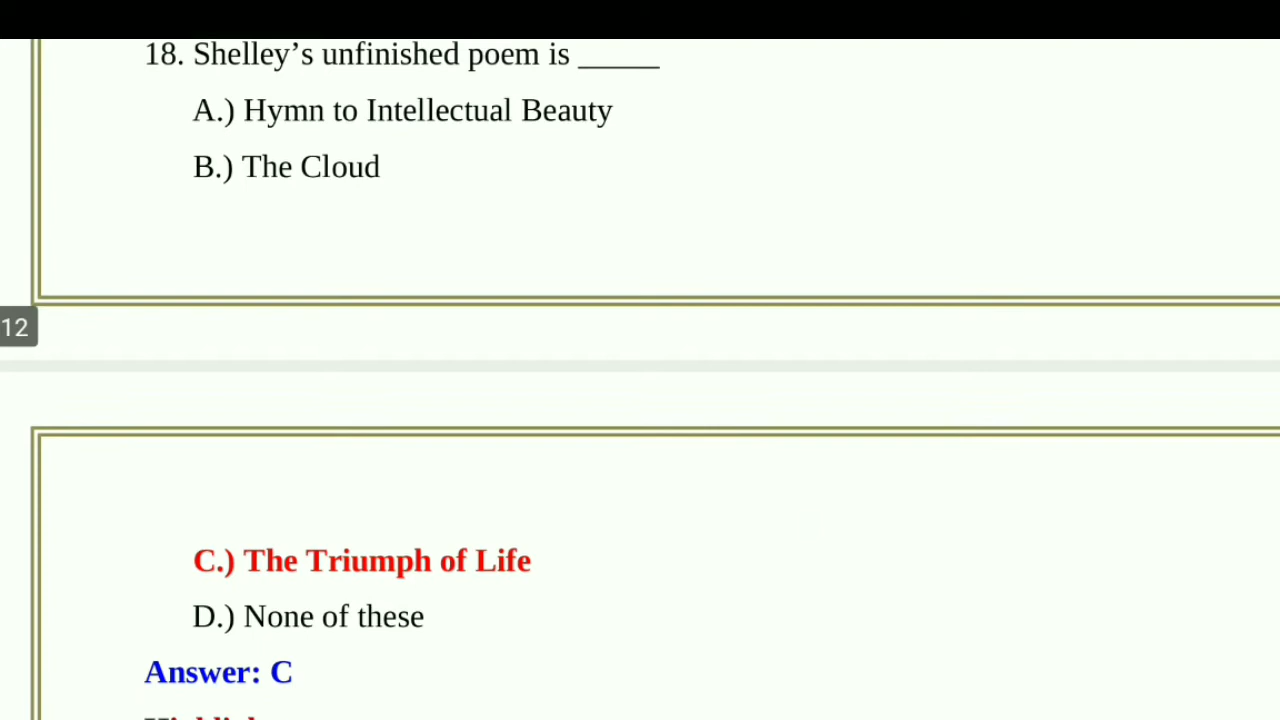 18. Shelley’s unfinished poem is _____
A.) Hymn to Intellectual Beauty
B.) The Cloud
12
C.) The Triumph of Life
D.) None of these
Answer: C